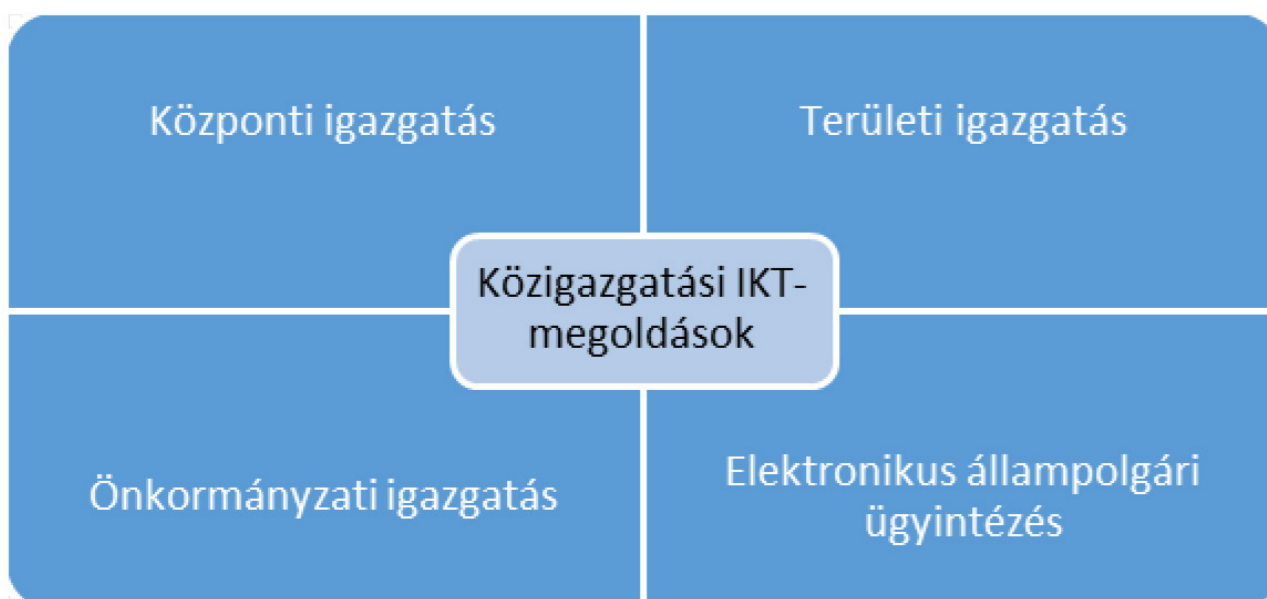 Központi igazgatás
Területi igazgatás
Közigazgatási IKT-
megoldások
Önkormányzati igazgatás
Elektronikus állampolgári
ügyintézés